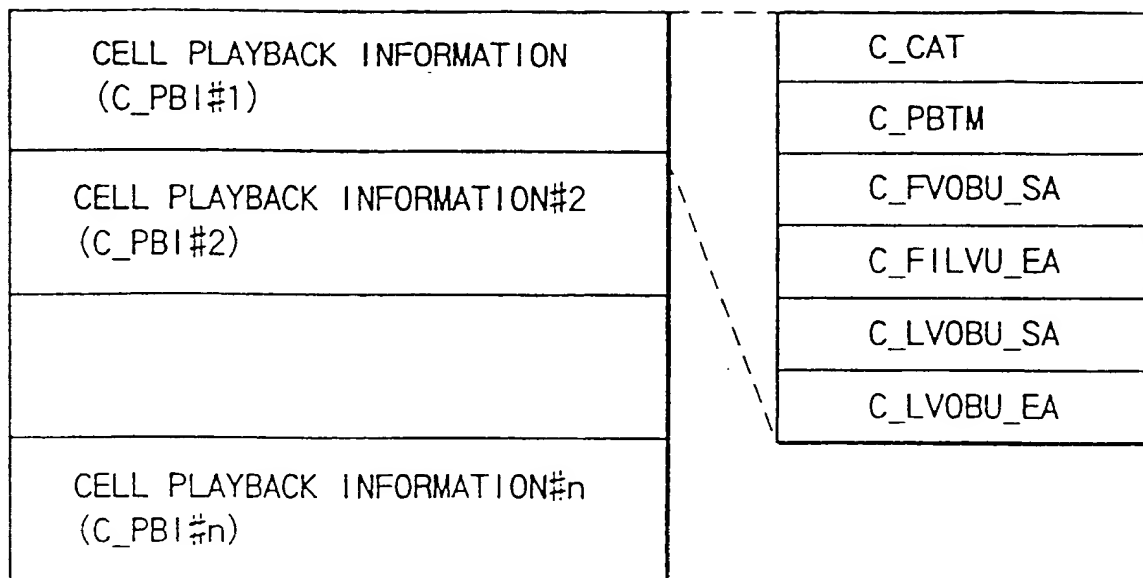 CELL PLAYBACK INFORMATION
(C_PBI#1)
CELL PLAYBACK INFORMATION#2
(C_PBI#2)
CELL PLAYBACK INFORMATION#n
(C_PBI#n)
C_CAT
C_PBTM
C_FVOBU_SA
C_FILVU_EA
C_LVOBU_SA
C_LVOBU_EA